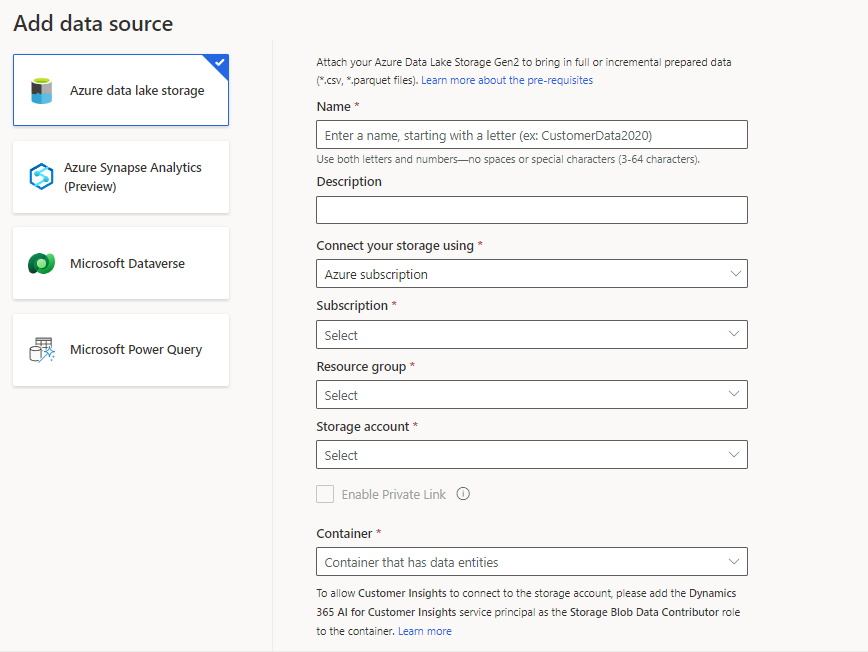 Add data source
Azure data lake storage
Azure Synapse Analytics
(Preview)
Microsoft Dataverse
Microsoft Power Query
Attach your Azure Data Lake Storage Gen2 to bring in full or incremental prepared data
(*.csv, *.parquet files). Learn more about the pre-requisites
Name *
Enter a name, starting with a letter (ex: CustomerData2020)
Use both letters and numbers—no spaces or special characters (3-64 characters).
Description
Connect your storage using *
Azure subscription
Subscription *
Select
Resource group *
Select
Storage account *
Select
Enable Private Link
Container *
Container that has data entities
To allow Customer Insights to connect to the storage account, please add the Dynamics
365 AI for Customer Insights service principal as the Storage Blob Data Contributor role
to the container. Learn more